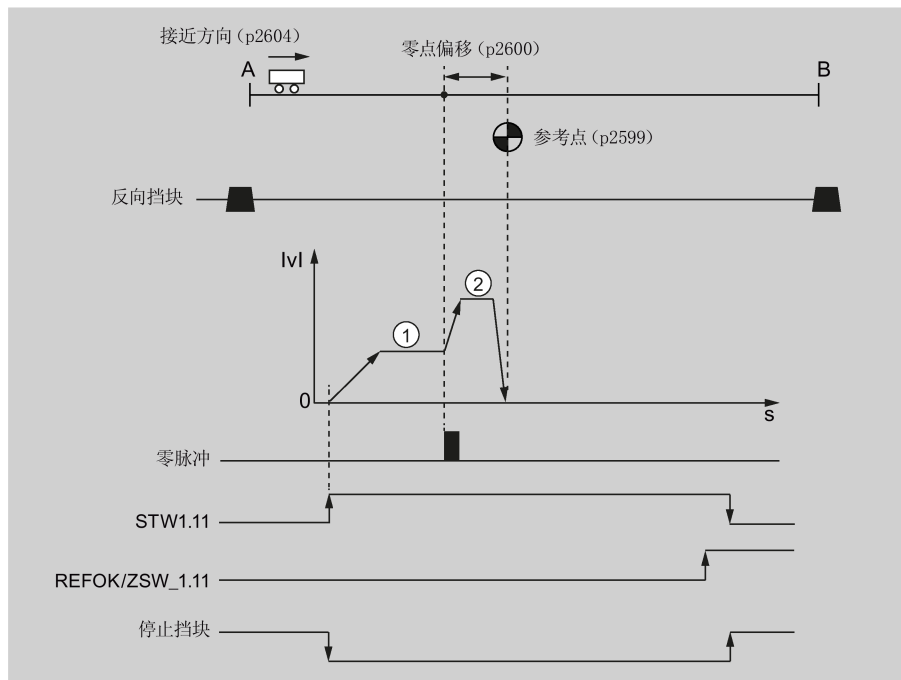 接近方向(p2604)
零点偏移(p2600)
A
B
参考点(p2599)
反向挡块
|v|
2
1
0
s
零脉冲
STW1.11
REFOK/ZSW_1.11
停止挡块